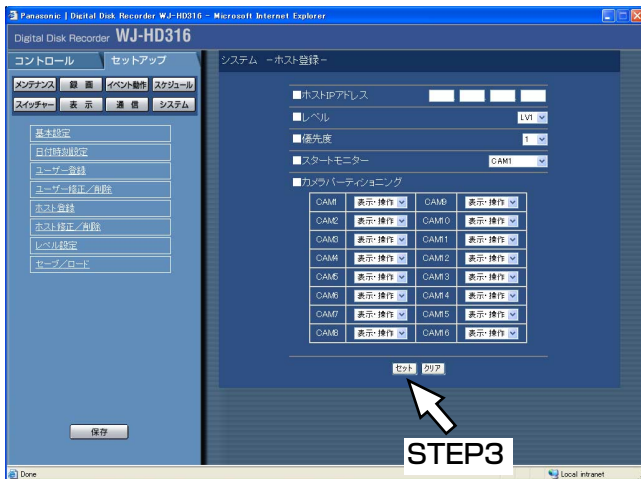 Panasonic | Digital Disk Recorder WJ-HD316 - Microsoft Internet Explorer
Digital Disk Recorder WJ-HD316
コントロール セットアップ
メンテナンス 録 画 イベント動作 スケジュール
スイッチャー 表 示 通 信 システム
基本設定
日付時刻設定
ユーザー登録
ユーザー修正／削除
ホスト登録
ホスト修正／削除
レベル設定
セーブ／ロード
保存
システム －ホスト登録－
■ホストIPアドレス
■レベル LV1
■優先度 1
■スタートモニター CAM1
■カメラパーティショニング
CAM1 表示・操作 CAM9 表示・操作
CAM2 表示・操作 CAM10 表示・操作
CAM3 表示・操作 CAM11 表示・操作
CAM4 表示・操作 CAM12 表示・操作
CAM5 表示・操作 CAM13 表示・操作
CAM6 表示・操作 CAM14 表示・操作
CAM7 表示・操作 CAM15 表示・操作
CAM8 表示・操作 CAM16 表示・操作
セット クリア
STEP3
Done Local intranet